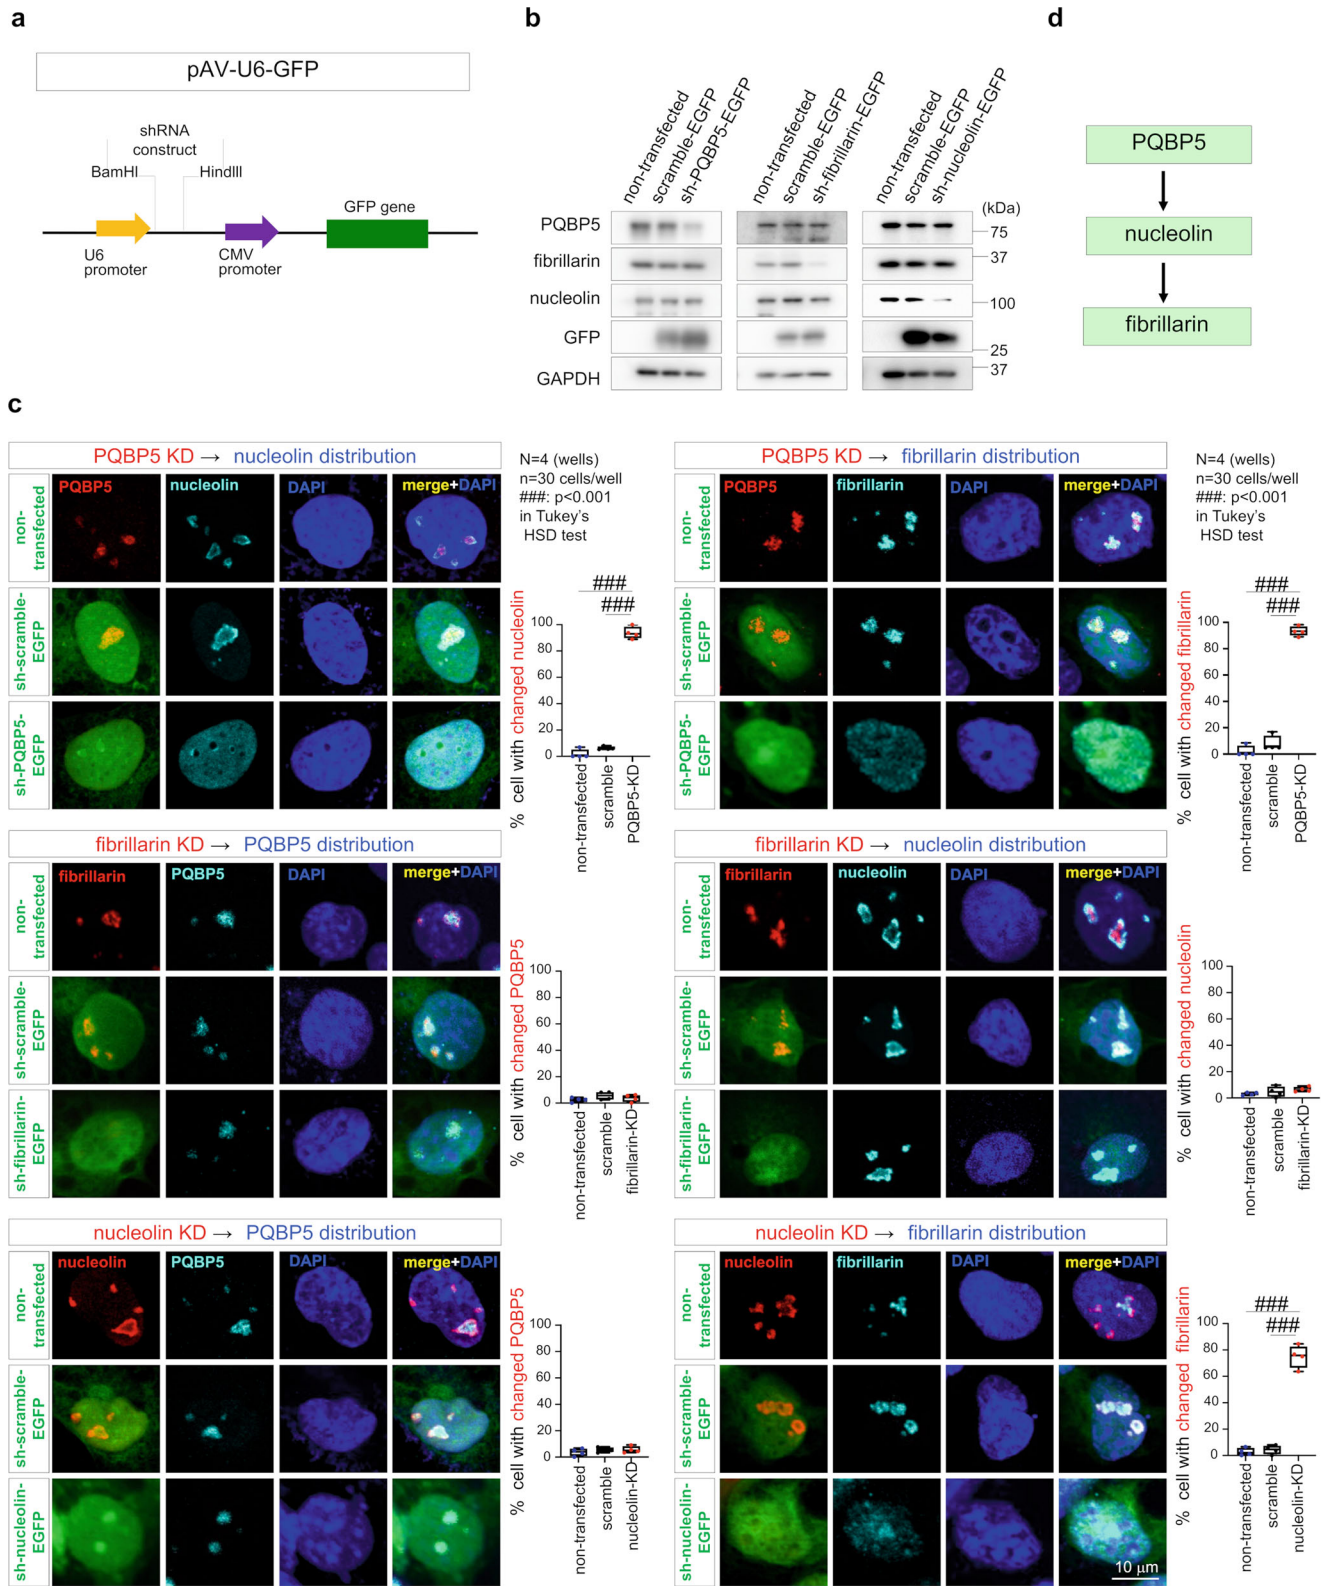 a
pAV-U6-GFP
shRNA
construct
BamHI
HindIII
GFP gene
U6
promoter
CMV
promoter
b
non-transfected
scramble-EGFP
sh-PQBP5-EGFP
non-transfected
scramble-EGFP
sh-fibrillarin-EGFP
non-transfected
scramble-EGFP
sh-nucleolin-EGFP
(kDa)
PQBP5
75
fibrillarin
37
nucleolin
100
GFP
25
GAPDH
37
d
PQBP5
nucleolin
fibrillarin
c
PQBP5 KD → nucleolin distribution
PQBP5
nucleolin
DAPI
merge+DAPI
non-
transfected
sh-scramble-
EGFP
sh-PQBP5-
EGFP
N=4 (wells)
n=30 cells/well
###: p<0.001
in Tukey's
HSD test
###
###
% cell with changed nucleolin
100
80
60
40
20
0
non-transfected
scramble
PQBP5-KD
PQBP5 KD → fibrillarin distribution
PQBP5
fibrillarin
DAPI
merge+DAPI
non-
transfected
sh-scramble-
EGFP
sh-PQBP5-
EGFP
N=4 (wells)
n=30 cells/well
###: p<0.001
in Tukey's
HSD test
###
###
% cell with changed fibrillarin
100
80
60
40
20
0
non-transfected
scramble
PQBP5-KD
fibrillarin KD → PQBP5 distribution
fibrillarin
PQBP5
DAPI
merge+DAPI
non-
transfected
sh-scramble-
EGFP
sh-fibrillarin-
EGFP
% cell with changed PQBP5
100
80
60
40
20
0
non-transfected
scramble
fibrillarin-KD
fibrillarin KD → nucleolin distribution
fibrillarin
nucleolin
DAPI
merge+DAPI
non-
transfected
sh-scramble-
EGFP
sh-fibrillarin-
EGFP
% cell with changed nucleolin
100
80
60
40
20
0
non-transfected
scramble
fibrillarin-KD
nucleolin KD → PQBP5 distribution
nucleolin
PQBP5
DAPI
merge+DAPI
non-
transfected
sh-scramble-
EGFP
sh-nucleolin-
EGFP
% cell with changed PQBP5
100
80
60
40
20
0
non-transfected
scramble
nucleolin-KD
nucleolin KD → fibrillarin distribution
nucleolin
fibrillarin
DAPI
merge+DAPI
non-
transfected
sh-scramble-
EGFP
sh-nucleolin-
EGFP
10 μm
###
###
% cell with changed fibrillarin
100
80
60
40
20
0
non-transfected
scramble
nucleolin-KD